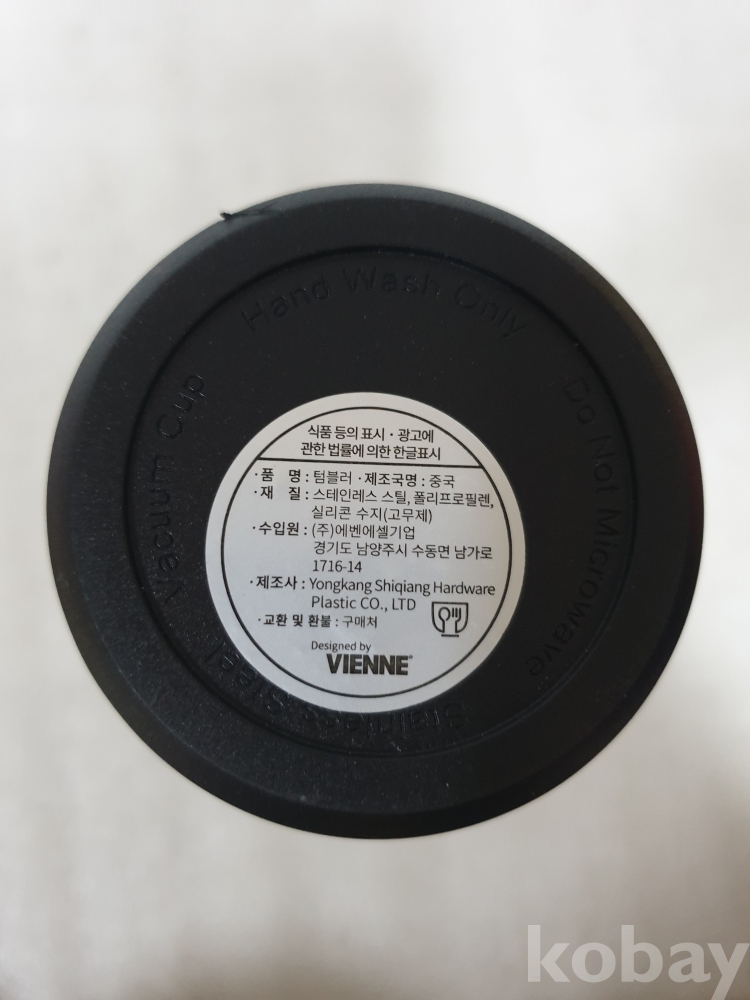 Hand Wash Only
Do Not Microwave
Stainless Steel
Vacuum Cup
식품 등의 표시 · 광고에
관한 법률에 의한 한글표시
· 품 명 : 텀블러 · 제조국명 : 중국
· 재 질 : 스테인레스 스틸, 폴리프로필렌,
실리콘 수지(고무제)
· 수입원 : (주)에벤에셀기업
경기도 남양주시 수동면 남가로
1716-14
· 제조사 : Yongkang Shiqiang Hardware
Plastic CO., LTD
· 교환 및 환불 : 구매처
Designed by
VIENNE®
kobay